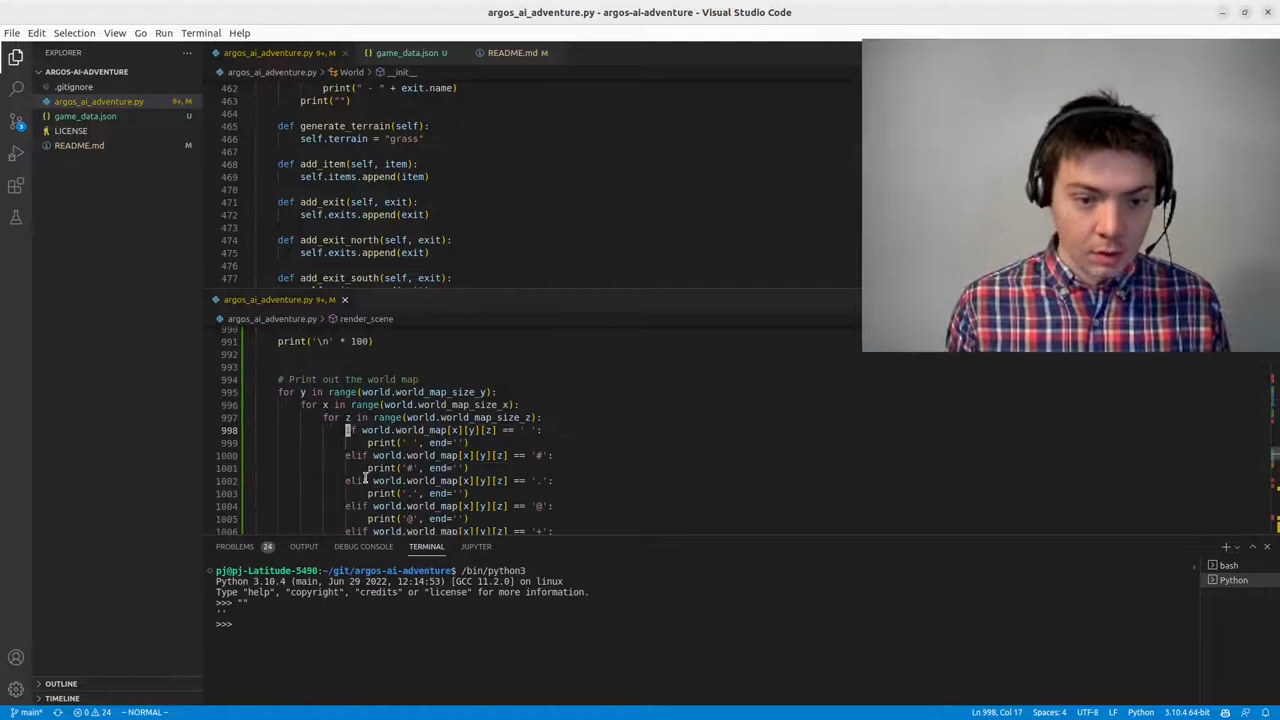 argos_ai_adventure.py - argos-ai-adventure - Visual Studio Code
File Edit Selection View Go Run Terminal Help
EXPLORER
ARGOS-AI-ADVENTURE
.gitignore
argos_ai_adventure.py 9+, M
game_data.json U
LICENSE
README.md M
OUTLINE
TIMELINE
3
argos_ai_adventure.py 9+, M
game_data.json U
README.md M
argos_ai_adventure.py > World > __init__
462 print(" - " + exit.name)
463 print("")
464
465 def generate_terrain(self):
466 self.terrain = "grass"
467
468 def add_item(self, item):
469 self.items.append(item)
470
471 def add_exit(self, exit):
472 self.exits.append(exit)
473
474 def add_exit_north(self, exit):
475 self.exits.append(exit)
476
477 def add_exit_south(self, exit):
argos_ai_adventure.py 9+, M
argos_ai_adventure.py > render_scene
990
991 print('\n' * 100)
992
993
994 # Print out the world map
995 for y in range(world.world_map_size_y):
996 for x in range(world.world_map_size_x):
997 for z in range(world.world_map_size_z):
998 if world.world_map[x][y][z] == ' ':
999 print(' ', end='')
1000 elif world.world_map[x][y][z] == '#':
1001 print('#', end='')
1002 elif world.world_map[x][y][z] == '.':
1003 print('.', end='')
1004 elif world.world_map[x][y][z] == '@':
1005 print('@', end='')
1006 elif world.world_map[x][y][z] == '+':
PROBLEMS 24 OUTPUT DEBUG CONSOLE TERMINAL JUPYTER
pj@pj-Latitude-5490:~/git/argos-ai-adventure$ /bin/python3
Python 3.10.4 (main, Jun 29 2022, 12:14:53) [GCC 11.2.0] on linux
Type "help", "copyright", "credits" or "license" for more information.
>>> ""
''
>>>
bash
Python
main* 0 24 -- NORMAL -- Ln 998, Col 17 Spaces: 4 UTF-8 LF Python 3.10.4 64-bit